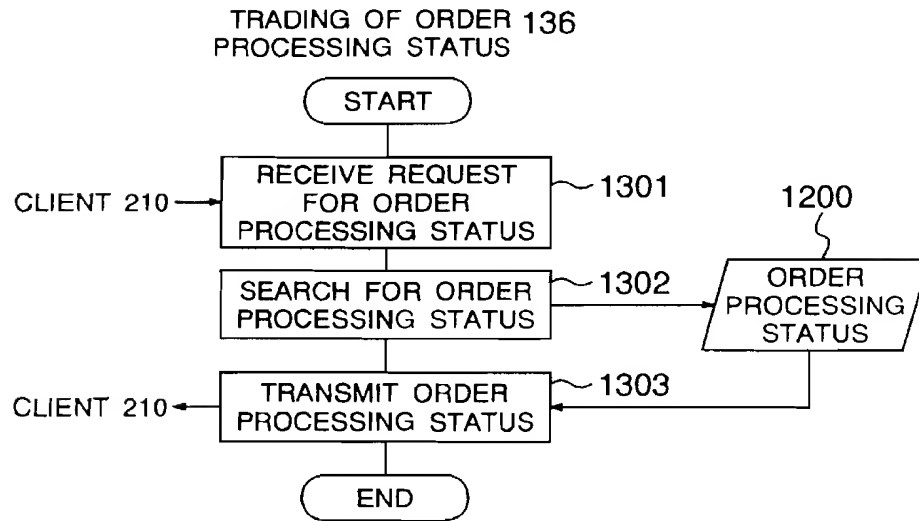 TRADING OF ORDER 136
PROCESSING STATUS
START
RECEIVE REQUEST
FOR ORDER
PROCESSING STATUS
1301
CLIENT 210
1200
SEARCH FOR ORDER
PROCESSING STATUS
1302
ORDER
PROCESSING
STATUS
TRANSMIT ORDER
PROCESSING STATUS
1303
CLIENT 210
END